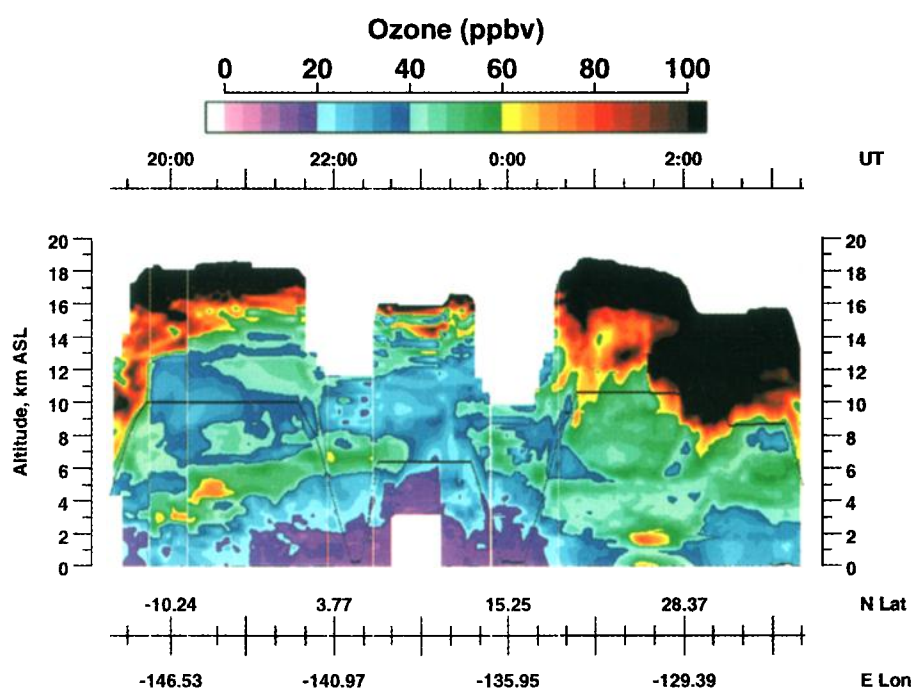 Ozone (ppbv)
0 20 40 60 80 100
20:00 22:00 0:00 2:00 UT
20 20
18 18
16 16
14 14
12 12
10 10
8 8
6 6
4 4
2 2
0 0
Altitude, km ASL
-10.24 3.77 15.25 28.37 N Lat
-146.53 -140.97 -135.95 -129.39 E Lon